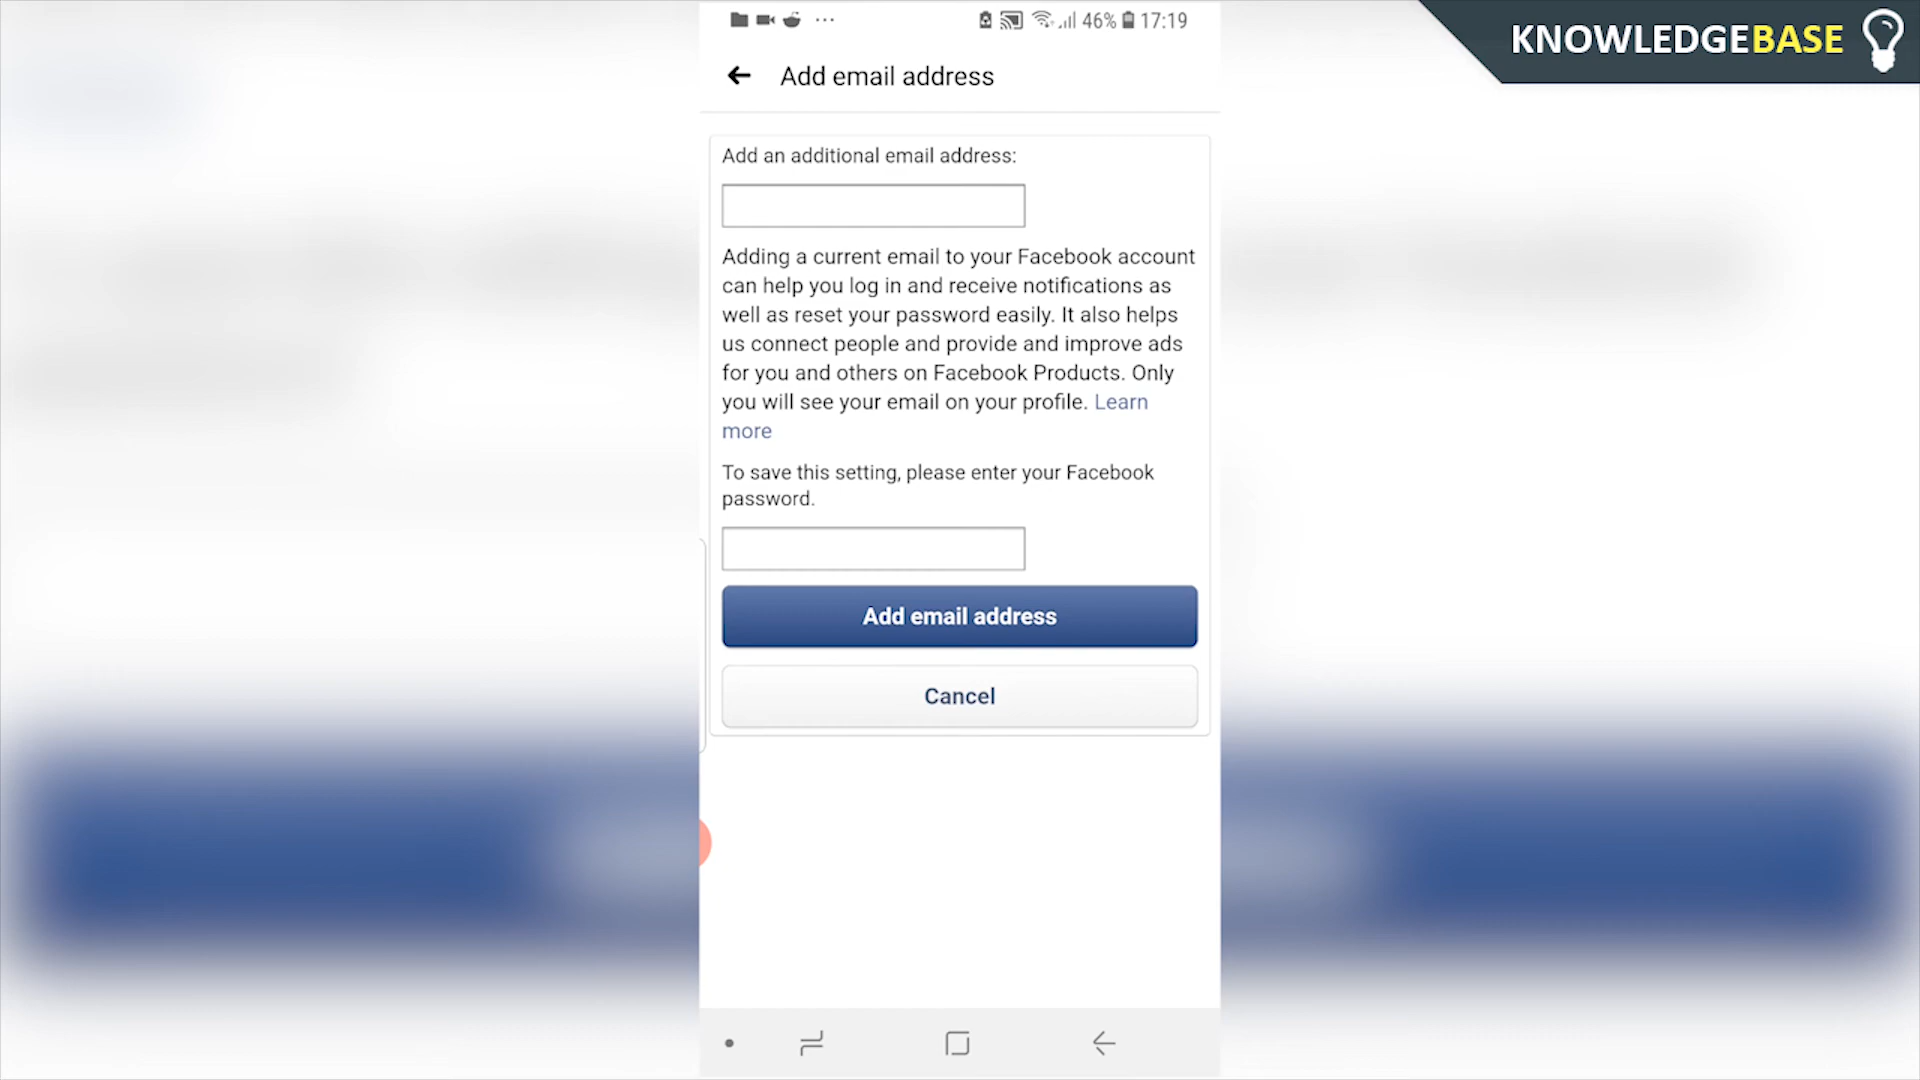 46% 17:19
KNOWLEDGEBASE
Add email address
Add an additional email address:
Adding a current email to your Facebook account
can help you log in and receive notifications as
well as reset your password easily. It also helps
us connect people and provide and improve ads
for you and others on Facebook Products. Only
you will see your email on your profile. Learn
more
To save this setting, please enter your Facebook
password.
Add email address
Cancel